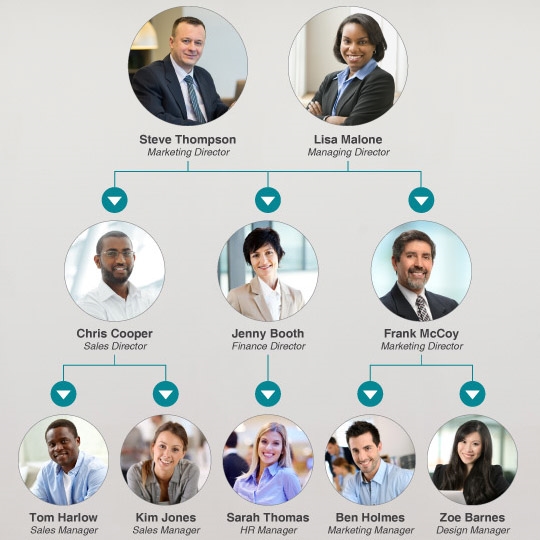 Steve Thompson
Marketing Director
Lisa Malone
Managing Director
Chris Cooper
Sales Director
Jenny Booth
Finance Director
Frank McCoy
Marketing Director
Tom Harlow
Sales Manager
Kim Jones
Sales Manager
Sarah Thomas
HR Manager
Ben Holmes
Marketing Manager
Zoe Barnes
Design Manager